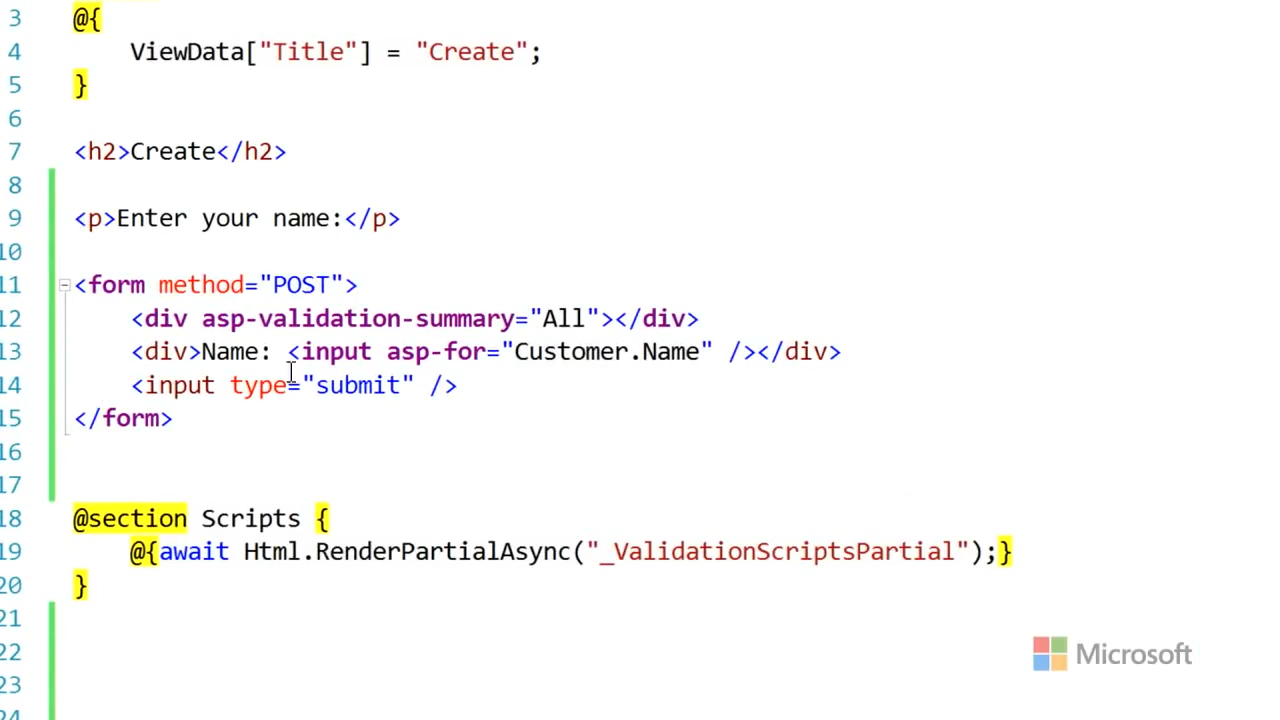 3 @{
4 ViewData["Title"] = "Create";
5 }
6
7 <h2>Create</h2>
8
9 <p>Enter your name:</p>
10
11 <form method="POST">
12 <div asp-validation-summary="All"></div>
13 <div>Name: <input asp-for="Customer.Name" /></div>
14 <input type="submit" />
15 </form>
16
17
18 @section Scripts {
19 @{await Html.RenderPartialAsync("_ValidationScriptsPartial");}
20 }
21
22
23
24
Microsoft